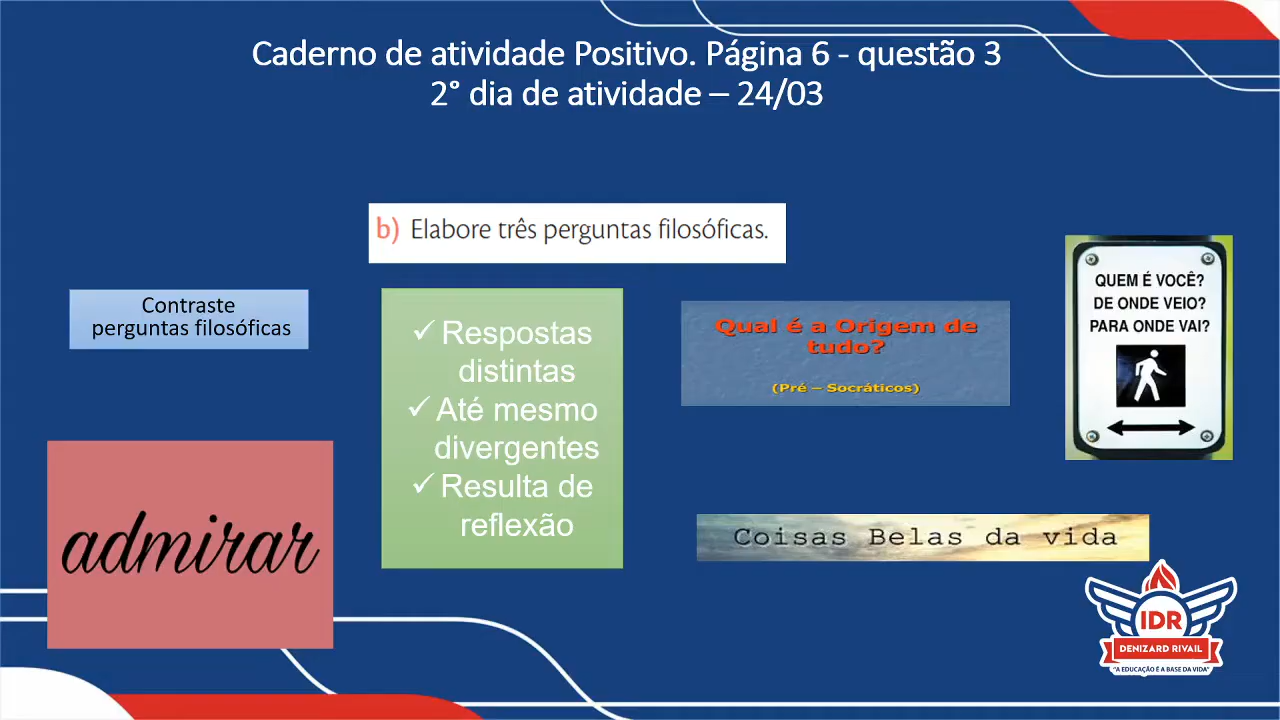 Caderno de atividade Positivo. Página 6 - questão 3
2° dia de atividade – 24/03
b) Elabore três perguntas filosóficas.
Contraste
perguntas filosóficas
admirar
✓ Respostas
distintas
✓ Até mesmo
divergentes
✓ Resulta de
reflexão
Qual é a Origem de
tudo?
(Pré – Socráticos)
QUEM É VOCÊ?
DE ONDE VEIO?
PARA ONDE VAI?
Coisas Belas da vida
IDR
DENIZARD RIVAIL
"A EDUCAÇÃO É A BASE DA VIDA"